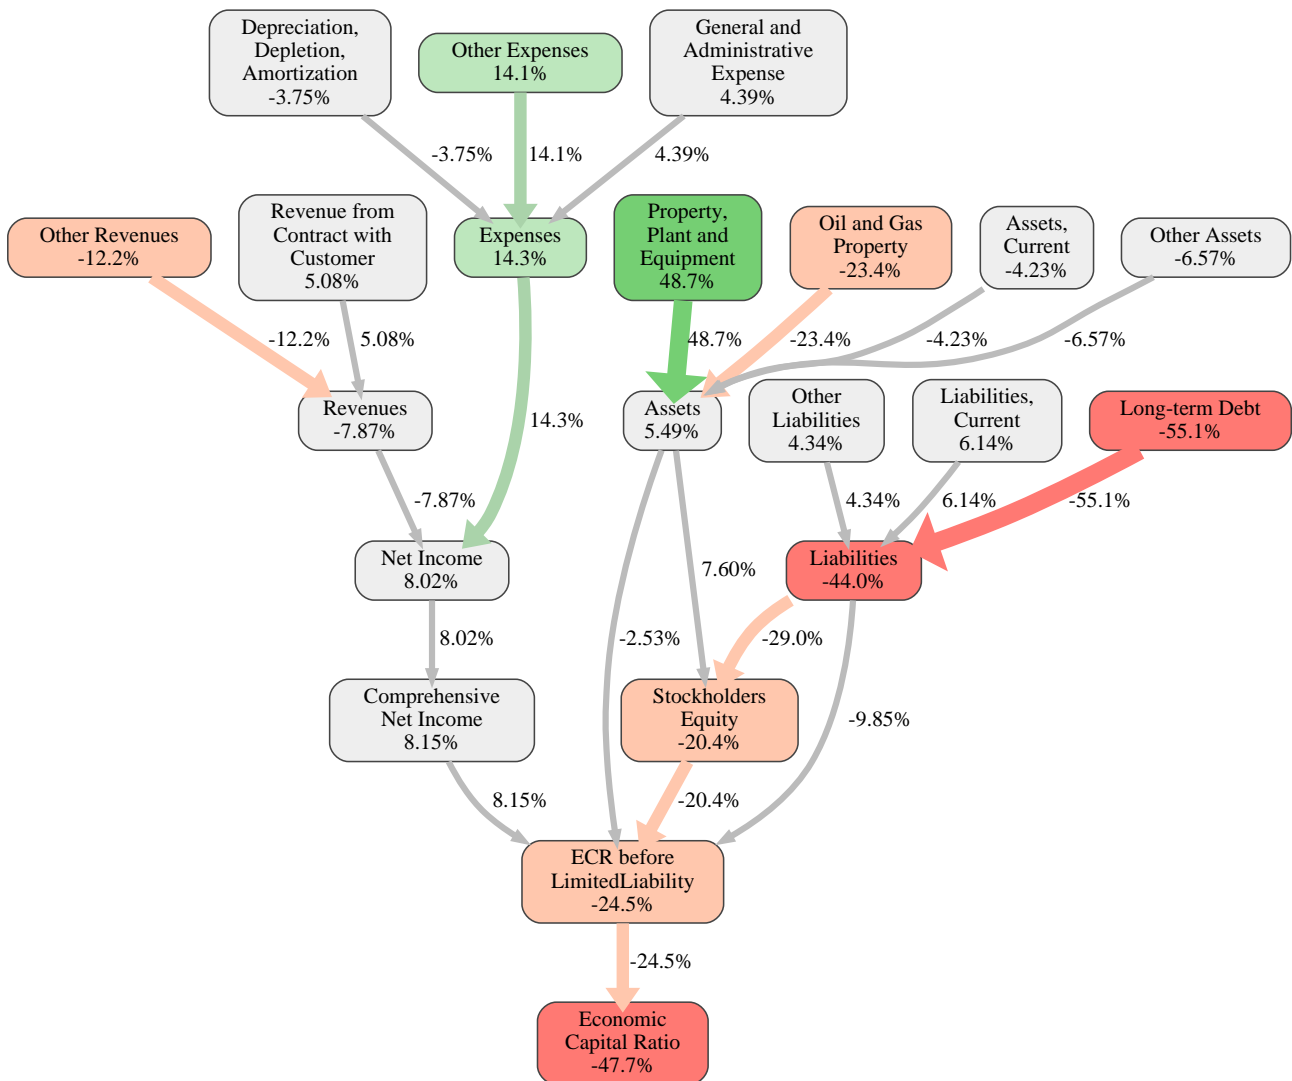 Depreciation,
Depletion,
Amortization
-3.75%
Other Expenses
14.1%
General and
Administrative
Expense
4.39%
-3.75%
14.1%
4.39%
Other Revenues
-12.2%
Revenue from
Contract with
Customer
5.08%
Expenses
14.3%
Property,
Plant and
Equipment
48.7%
Oil and Gas
Property
-23.4%
Assets,
Current
-4.23%
Other Assets
-6.57%
-12.2%
5.08%
48.7%
-23.4%
-4.23%
-6.57%
Revenues
-7.87%
14.3%
Assets
5.49%
Other
Liabilities
4.34%
Liabilities,
Current
6.14%
Long-term Debt
-55.1%
-7.87%
4.34%
6.14%
-55.1%
Net Income
8.02%
7.60%
Liabilities
-44.0%
8.02%
-2.53%
-29.0%
Comprehensive
Net Income
8.15%
Stockholders
Equity
-20.4%
-9.85%
8.15%
-20.4%
ECR before
LimitedLiability
-24.5%
-24.5%
Economic
Capital Ratio
-47.7%